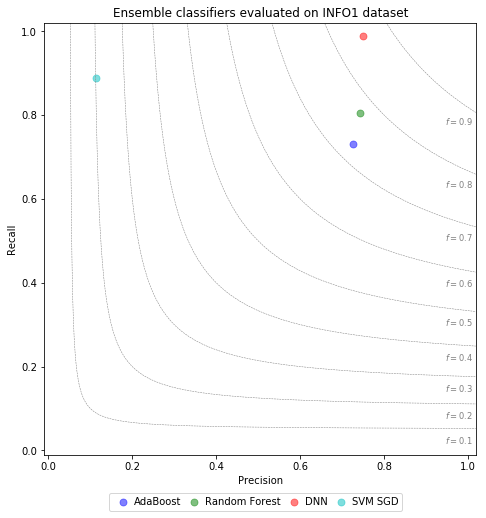 Ensemble classifiers evaluated on INFO1 dataset
1.0
0.8
0.6
0.4
0.2
0.0
Recall
f = 0.9
f = 0.8
f = 0.7
f = 0.6
f = 0.5
f = 0.4
f = 0.3
f = 0.2
f = 0.1
0.0 0.2 0.4 0.6 0.8 1.0
Precision
AdaBoost Random Forest DNN SVM SGD